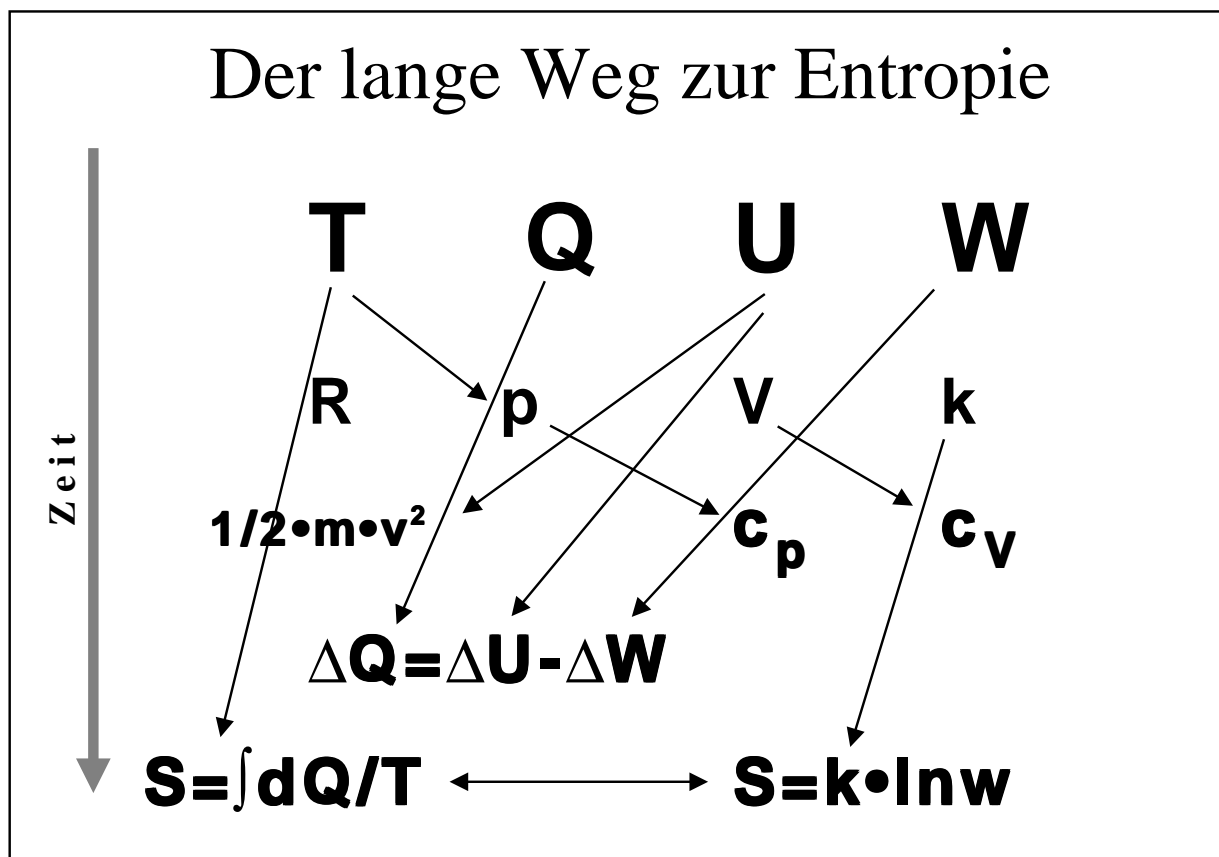 Der lange Weg zur Entropie
Zeit
T Q U W
R p V k
1/2•m•v² c_p c_V
ΔQ=ΔU-ΔW
S=∫dQ/T S=k•lnw